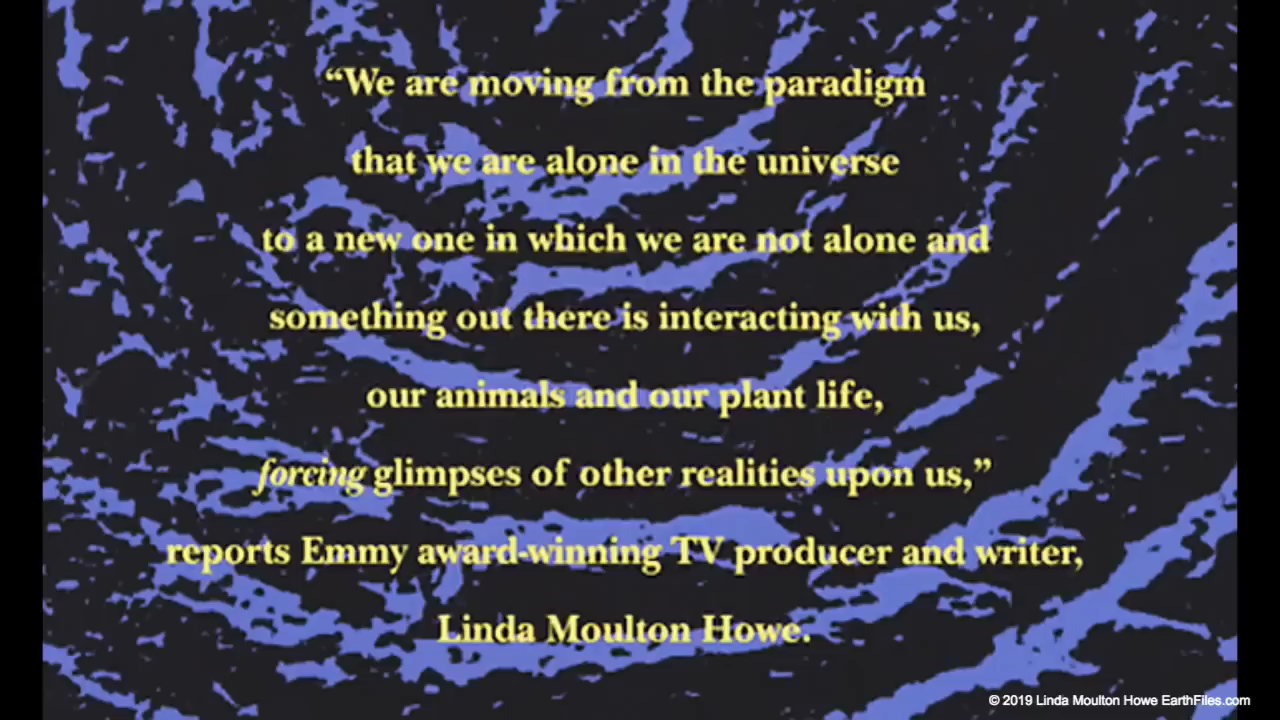 “We are moving from the paradigm
that we are alone in the universe
to a new one in which we are not alone and
something out there is interacting with us,
our animals and our plant life,
forcing glimpses of other realities upon us,”
reports Emmy award-winning TV producer and writer,
Linda Moulton Howe.
© 2019 Linda Moulton Howe EarthFiles.com